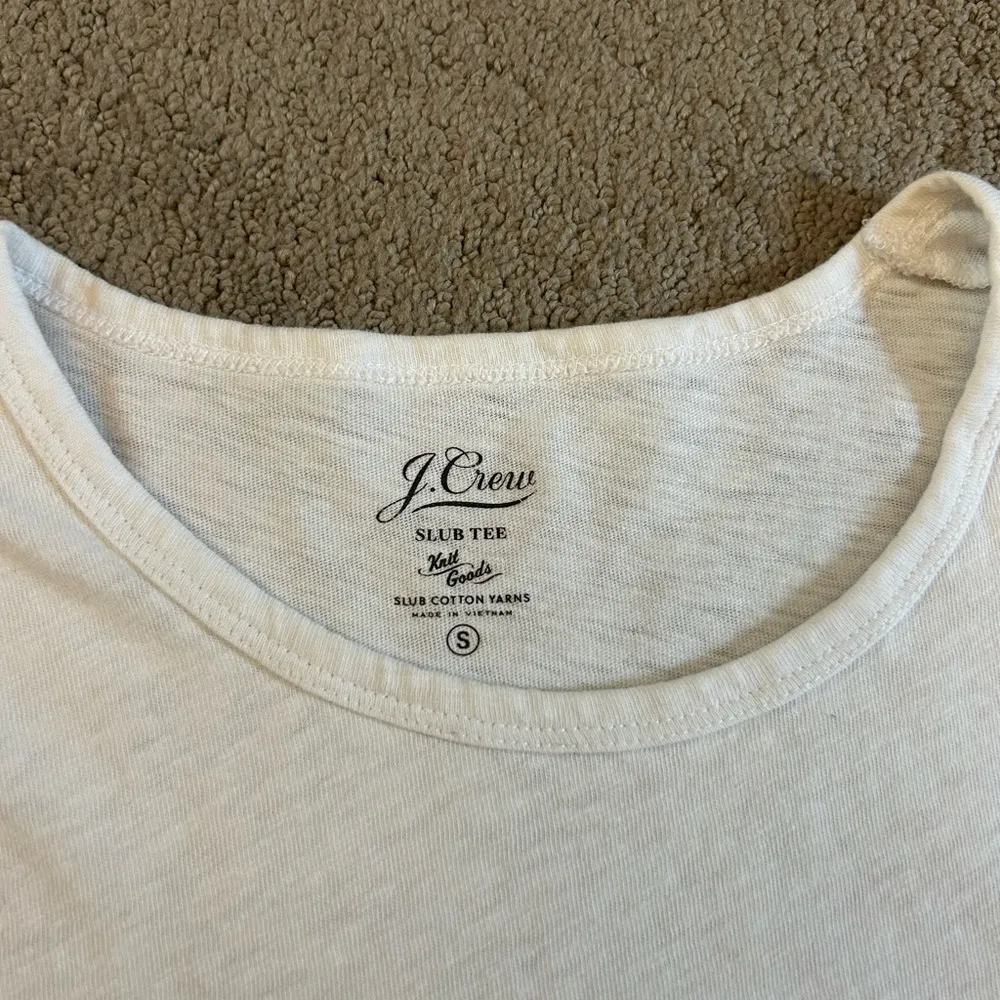 J.Crew
SLUB TEE
Knit
Goods
SLUB COTTON YARNS
MADE IN VIETNAM
S